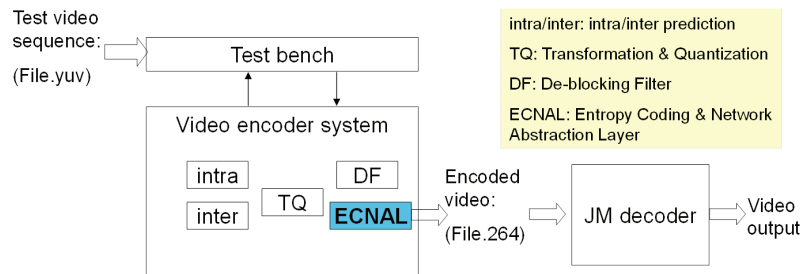 Test video
sequence:
(File.yuv)
Test bench
intra/inter: intra/inter prediction
TQ: Transformation & Quantization
DF: De-blocking Filter
ECNAL: Entropy Coding & Network
Abstraction Layer
Video encoder system
intra
DF
TQ
inter
ECNAL
Encoded
video:
(File.264)
JM decoder
Video
output